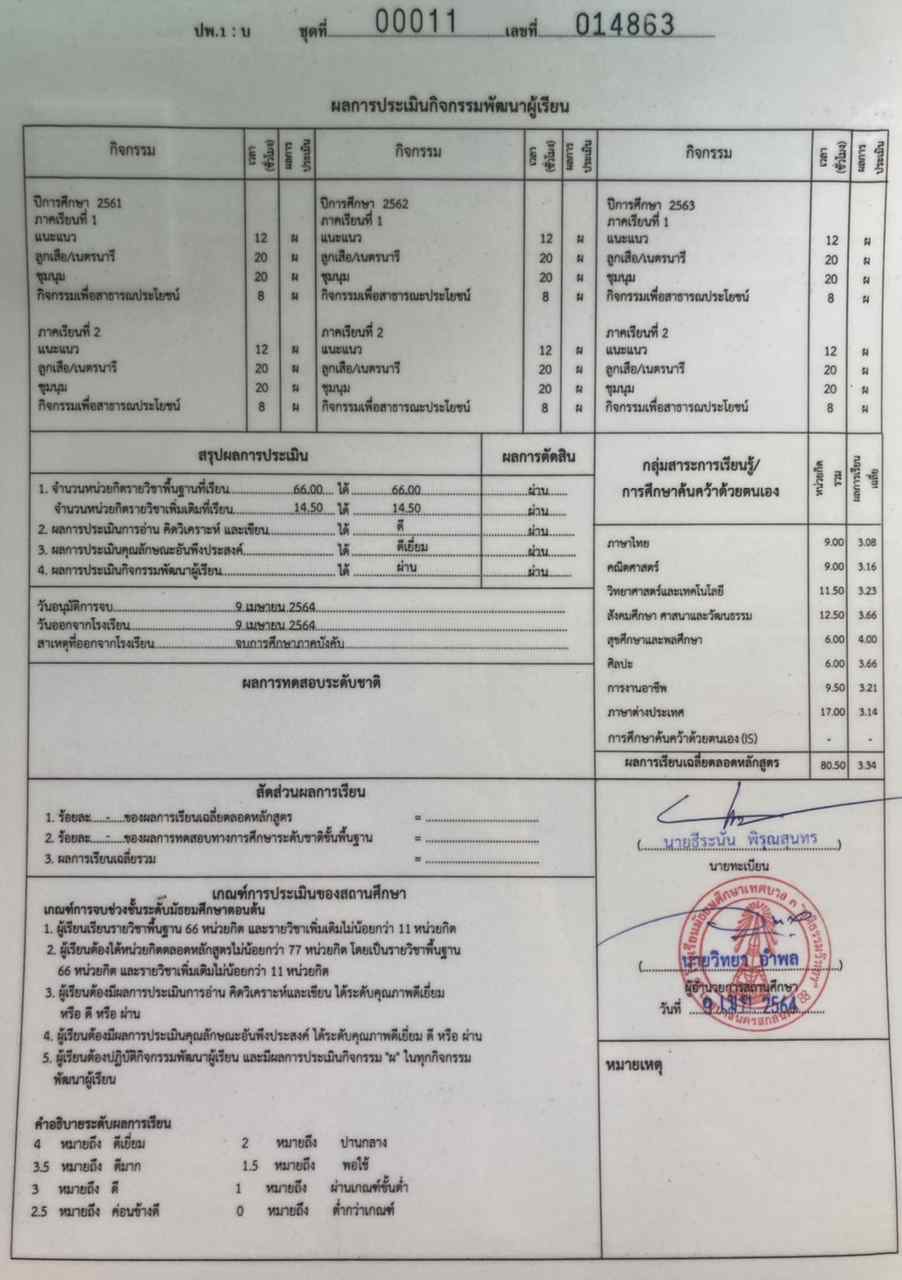 ปพ.1 : บ ชุดที่ 00011 เลขที่ 014863
ผลการประเมินกิจกรรมพัฒนาผู้เรียน
กิจกรรม เวลา (ชั่วโมง) ผลการประเมิน กิจกรรม เวลา (ชั่วโมง) ผลการประเมิน กิจกรรม เวลา (ชั่วโมง) ผลการประเมิน
ปีการศึกษา 2561 ปีการศึกษา 2562 ปีการศึกษา 2563
ภาคเรียนที่ 1 ภาคเรียนที่ 1 ภาคเรียนที่ 1
แนะแนว 12 ผ แนะแนว 12 ผ แนะแนว 12 ผ
ลูกเสือ/เนตรนารี 20 ผ ลูกเสือ/เนตรนารี 20 ผ ลูกเสือ/เนตรนารี 20 ผ
ชุมนุม 20 ผ ชุมนุม 20 ผ ชุมนุม 20 ผ
กิจกรรมเพื่อสาธารณประโยชน์ 8 ผ กิจกรรมเพื่อสาธารณะประโยชน์ 8 ผ กิจกรรมเพื่อสาธารณประโยชน์ 8 ผ
ภาคเรียนที่ 2 ภาคเรียนที่ 2 ภาคเรียนที่ 2
แนะแนว 12 ผ แนะแนว 12 ผ แนะแนว 12 ผ
ลูกเสือ/เนตรนารี 20 ผ ลูกเสือ/เนตรนารี 20 ผ ลูกเสือ/เนตรนารี 20 ผ
ชุมนุม 20 ผ ชุมนุม 20 ผ ชุมนุม 20 ผ
กิจกรรมเพื่อสาธารณประโยชน์ 8 ผ กิจกรรมเพื่อสาธารณะประโยชน์ 8 ผ กิจกรรมเพื่อสาธารณประโยชน์ 8 ผ
สรุปผลการประเมิน ผลการตัดสิน
1. จำนวนหน่วยกิตรายวิชาพื้นฐานที่เรียน 66.00 ได้ 66.00 ผ่าน
จำนวนหน่วยกิตรายวิชาเพิ่มเติมที่เรียน 14.50 ได้ 14.50 ผ่าน
2. ผลการประเมินการอ่าน คิดวิเคราะห์ และเขียน ได้ ดี ผ่าน
3. ผลการประเมินคุณลักษณะอันพึงประสงค์ ได้ ดีเยี่ยม ผ่าน
4. ผลการประเมินกิจกรรมพัฒนาผู้เรียน ได้ ผ่าน ผ่าน
วันอนุมัติการจบ 9 เมษายน 2564
วันออกจากโรงเรียน 9 เมษายน 2564
สาเหตุที่ออกจากโรงเรียน จบการศึกษาภาคบังคับ
ผลการทดสอบระดับชาติ
กลุ่มสาระการเรียนรู้/ การศึกษาค้นคว้าด้วยตนเอง หน่วยกิตรวม ผลการเรียนเฉลี่ย
ภาษาไทย 9.00 3.08
คณิตศาสตร์ 9.00 3.16
วิทยาศาสตร์และเทคโนโลยี 11.50 3.23
สังคมศึกษา ศาสนาและวัฒนธรรม 12.50 3.66
สุขศึกษาและพลศึกษา 6.00 4.00
ศิลปะ 6.00 3.66
การงานอาชีพ 9.50 3.21
ภาษาต่างประเทศ 17.00 3.14
การศึกษาค้นคว้าด้วยตนเอง (IS) - -
ผลการเรียนเฉลี่ยตลอดหลักสูตร 80.50 3.34
สัดส่วนผลการเรียน
1. ร้อยละ - ของผลการเรียนเฉลี่ยตลอดหลักสูตร =
2. ร้อยละ - ของผลการทดสอบทางการศึกษาระดับชาติขั้นพื้นฐาน =
3. ผลการเรียนเฉลี่ยรวม =
เกณฑ์การประเมินของสถานศึกษา
เกณฑ์การจบช่วงชั้นระดับมัธยมศึกษาตอนต้น
1. ผู้เรียนเรียนรายวิชาพื้นฐาน 66 หน่วยกิต และรายวิชาเพิ่มเติมไม่น้อยกว่า 11 หน่วยกิต
2. ผู้เรียนต้องได้หน่วยกิตตลอดหลักสูตรไม่น้อยกว่า 77 หน่วยกิต โดยเป็นรายวิชาพื้นฐาน
66 หน่วยกิต และรายวิชาเพิ่มเติมไม่น้อยกว่า 11 หน่วยกิต
3. ผู้เรียนต้องมีผลการประเมินการอ่าน คิดวิเคราะห์และเขียน ได้ระดับคุณภาพดีเยี่ยม
หรือ ดี หรือ ผ่าน
4. ผู้เรียนต้องมีผลการประเมินคุณลักษณะอันพึงประสงค์ ได้ระดับคุณภาพดีเยี่ยม ดี หรือ ผ่าน
5. ผู้เรียนต้องปฏิบัติกิจกรรมพัฒนาผู้เรียน และมีผลการประเมินกิจกรรม "ผ" ในทุกกิจกรรม
พัฒนาผู้เรียน
คำอธิบายระดับผลการเรียน
4 หมายถึง ดีเยี่ยม 2 หมายถึง ปานกลาง
3.5 หมายถึง ดีมาก 1.5 หมายถึง พอใช้
3 หมายถึง ดี 1 หมายถึง ผ่านเกณฑ์ขั้นต่ำ
2.5 หมายถึง ค่อนข้างดี 0 หมายถึง ต่ำกว่าเกณฑ์
(นายธีระนันท์ พิรุณสุนทร)
นายทะเบียน
(นายวิทยา อำพล)
ผู้อำนวยการสถานศึกษา
วันที่ 9 เม.ย. 2564
หมายเหตุ